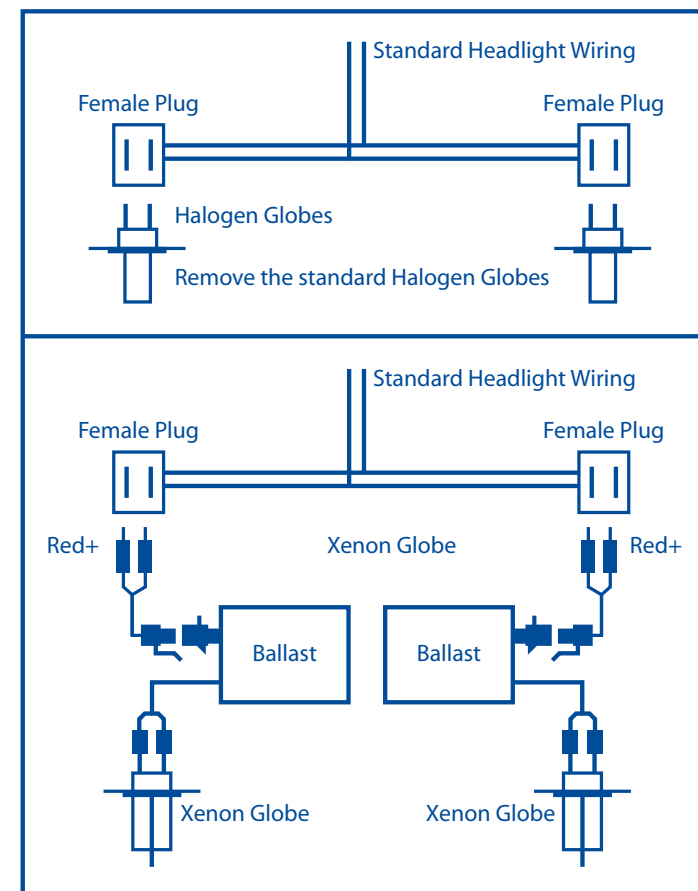 Standard Headlight Wiring
Female Plug Female Plug
Halogen Globes
Remove the standard Halogen Globes
Standard Headlight Wiring
Female Plug Female Plug
Red+ Xenon Globe Red+
Ballast Ballast
Xenon Globe Xenon Globe